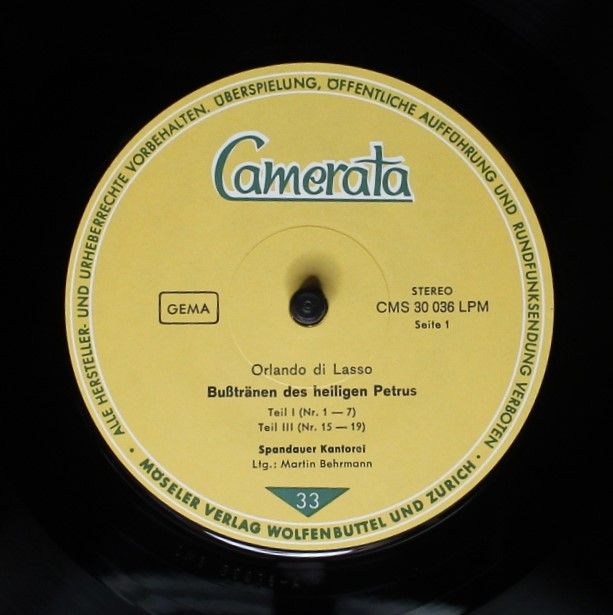 ALLE HERSTELLER- UND URHEBERRECHTE VORBEHALTEN. ÜBERSPIELUNG, ÖFFENTLICHE AUFFÜHRUNG UND RUNDFUNKSENDUNG VERBOTEN
Camerata
GEMA
STEREO
CMS 30 036 LPM
Seite 1
Orlando di Lasso
Bußtränen des heiligen Petrus
Teil I (Nr. 1 — 7)
Teil III (Nr. 15 — 19)
Spandauer Kantorei
Ltg.: Martin Behrmann
33
• MÖSELER VERLAG WOLFENBÜTTEL UND ZÜRICH •